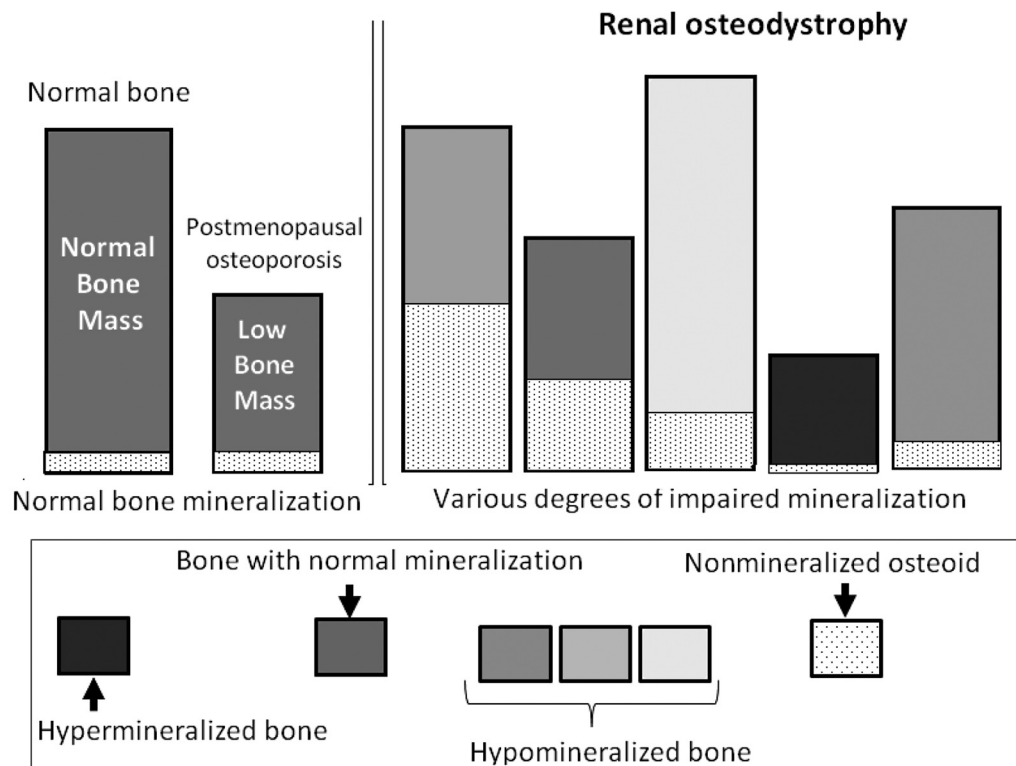 Renal osteodystrophy
Normal bone
Normal
Bone
Mass
Postmenopausal
osteoporosis
Low
Bone
Mass
Normal bone mineralization
Various degrees of impaired mineralization
Bone with normal mineralization
Nonmineralized osteoid
Hypermineralized bone
Hypomineralized bone